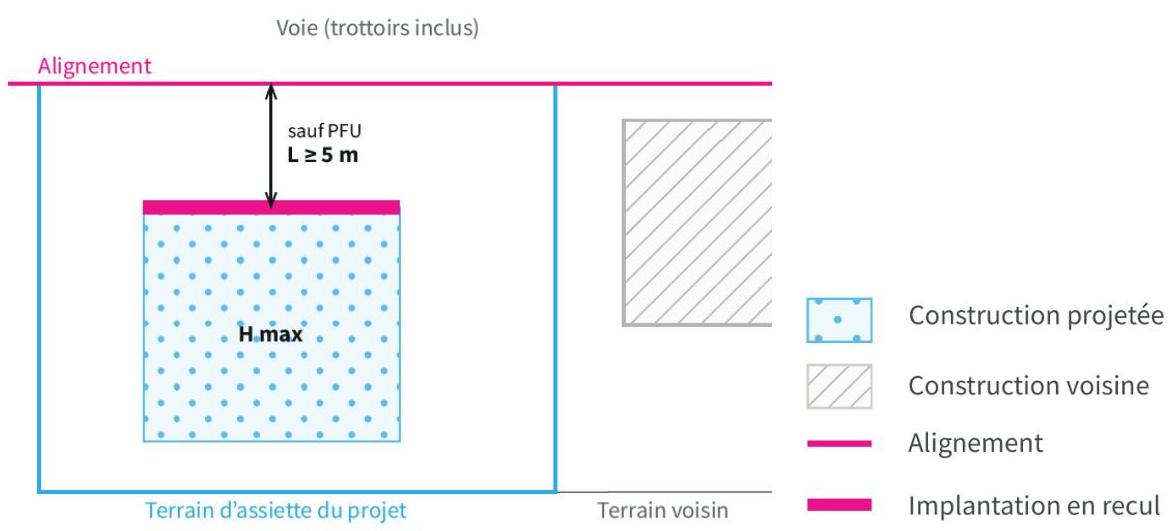 Voie (trottoirs inclus)
Alignement
sauf PFU
L ≥ 5 m
H max
Terrain d’assiette du projet
Terrain voisin
Construction projetée
Construction voisine
Alignement
Implantation en recul